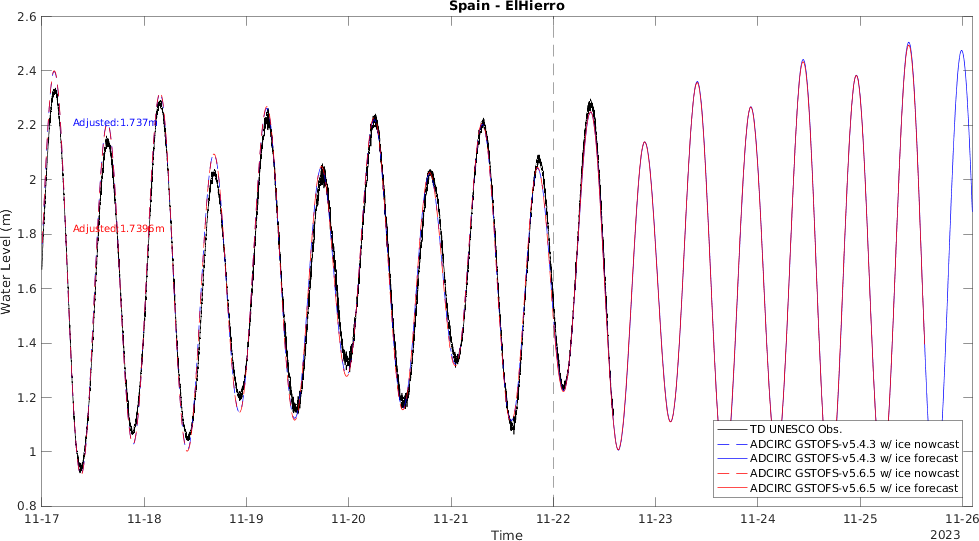 Spain - ElHierro
2.6
2.4
2.2
2
1.8
1.6
1.4
1.2
1
0.8
Water Level (m)
Adjusted:1.737m
Adjusted:1.7396m
TD UNESCO Obs.
ADCIRC GSTOFS-v5.4.3 w/ ice nowcast
ADCIRC GSTOFS-v5.4.3 w/ ice forecast
ADCIRC GSTOFS-v5.6.5 w/ ice nowcast
ADCIRC GSTOFS-v5.6.5 w/ ice forecast
11-17 11-18 11-19 11-20 11-21 11-22 11-23 11-24 11-25 11-26
Time
2023